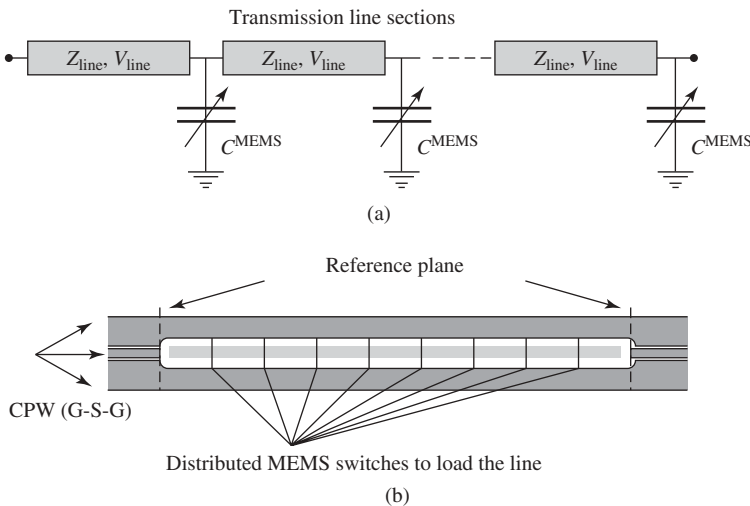 Transmission line sections
Z_line, V_line Z_line, V_line Z_line, V_line
C^MEMS C^MEMS C^MEMS
(a)
Reference plane
CPW (G-S-G)
Distributed MEMS switches to load the line
(b)